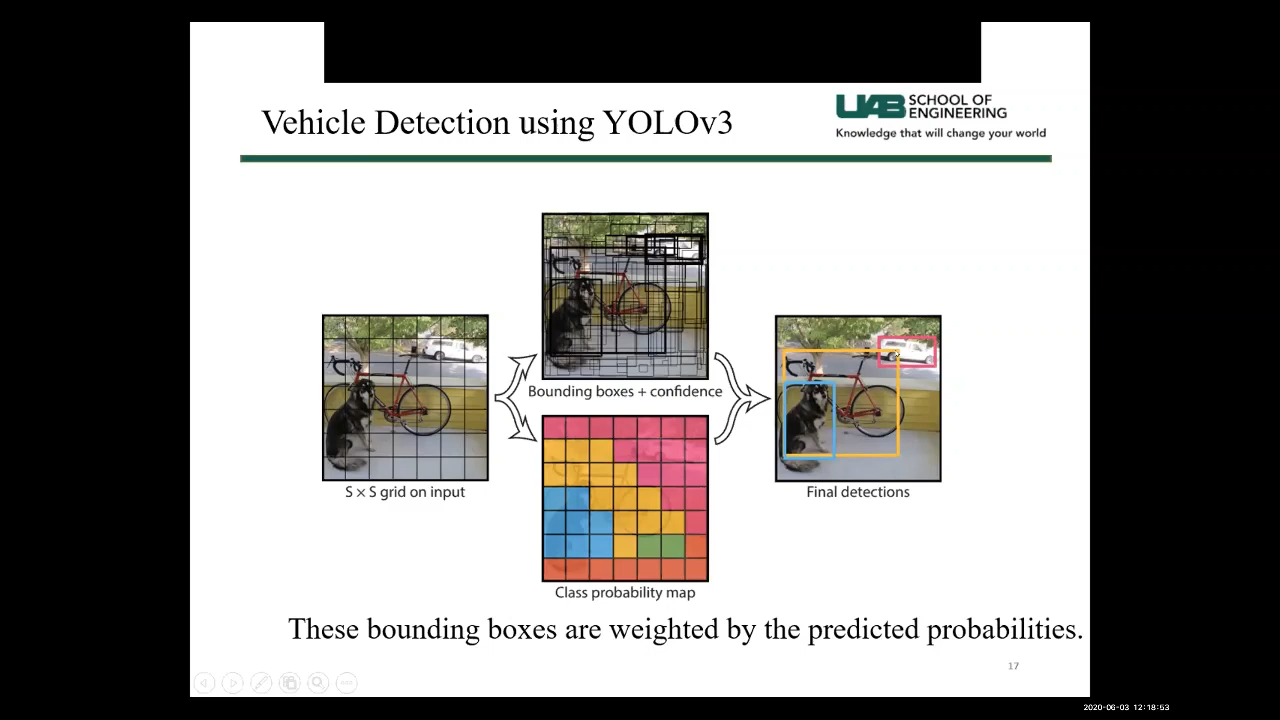 Vehicle Detection using YOLOv3
UAB SCHOOL OF
ENGINEERING
Knowledge that will change your world
Bounding boxes + confidence
S × S grid on input
Final detections
Class probability map
These bounding boxes are weighted by the predicted probabilities.
17
2020-06-03 12:18:53